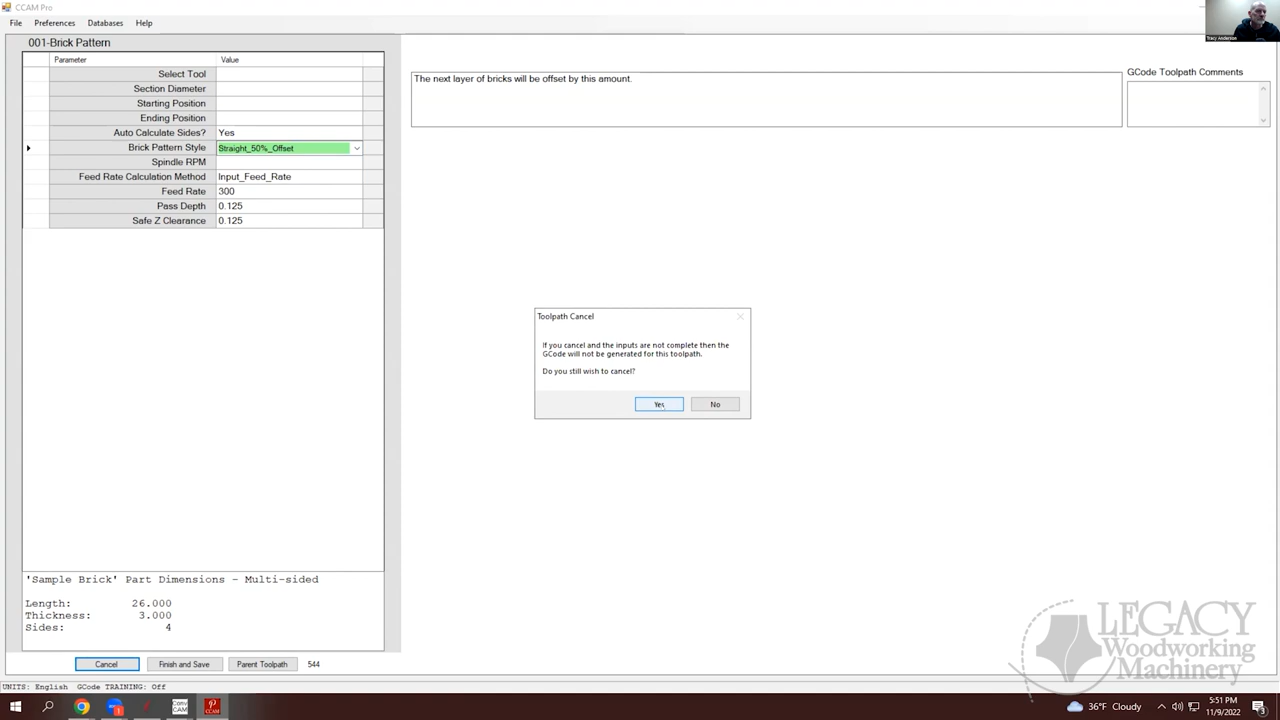 CCAM Pro
File Preferences Databases Help
Tracy Anderson
001-Brick Pattern
Parameter Value
Select Tool
Section Diameter
Starting Position
Ending Position
Auto Calculate Sides? Yes
Brick Pattern Style Straight_50%_Offset
Spindle RPM
Feed Rate Calculation Method Input_Feed_Rate
Feed Rate 300
Pass Depth 0.125
Safe Z Clearance 0.125
The next layer of bricks will be offset by this amount.
GCode Toolpath Comments
Toolpath Cancel
If you cancel and the inputs are not complete then the
GCode will not be generated for this toolpath.
Do you still wish to cancel?
Yes No
'Sample Brick' Part Dimensions - Multi-sided
Length: 26.000
Thickness: 3.000
Sides: 4
Cancel Finish and Save Parent Toolpath 544
LEGACY
Woodworking
Machinery
UNITS: English GCode TRAINING: Off
Conv
CAM
CCAM
36°F Cloudy
5:51 PM
11/9/2022
3